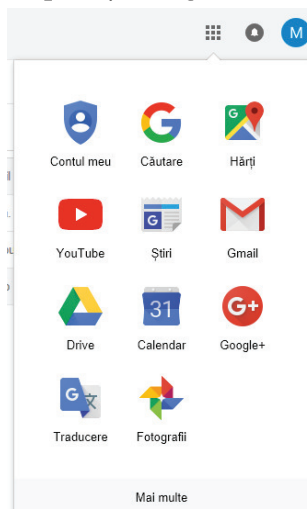 M
Contul meu Căutare Hărți
YouTube Știri Gmail
31
G+
Drive Calendar Google+
G
Traducere Fotografii
Mai multe